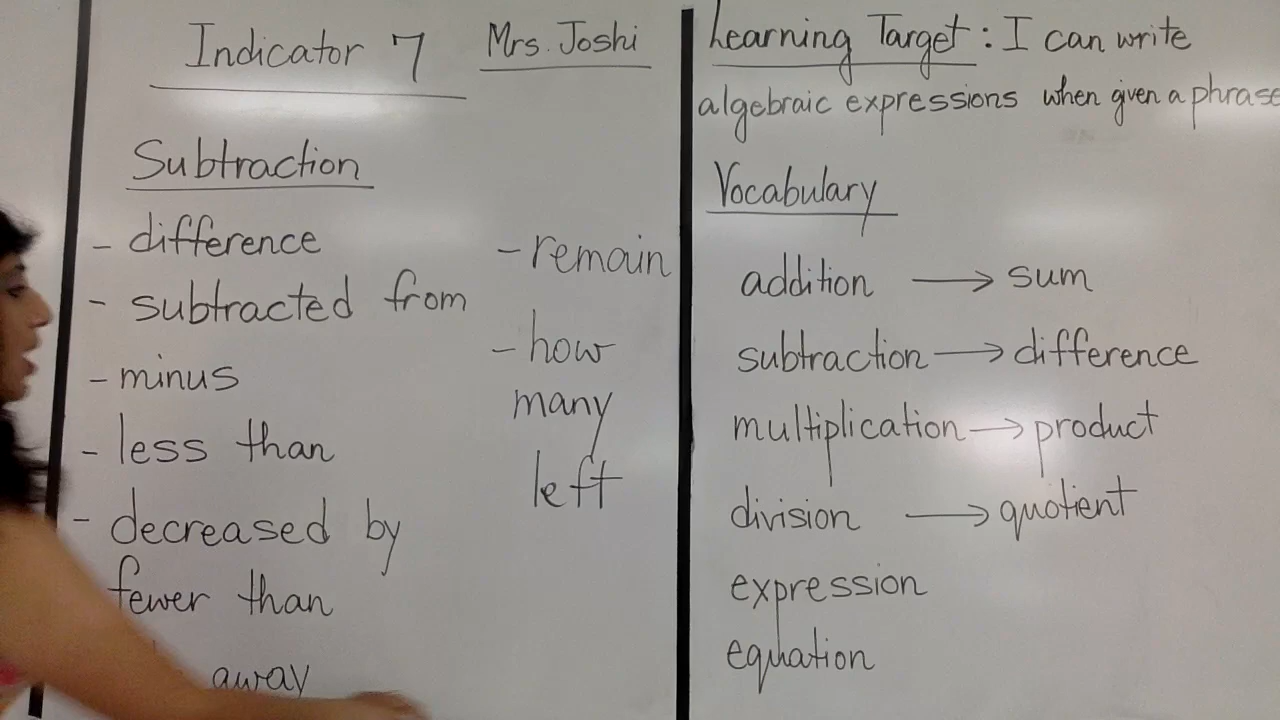 Indicator 7 Mrs. Joshi
Subtraction
- difference
- subtracted from
- minus
- less than
- decreased by
fewer than
away
- remain
- how
many
left
Learning Target: I can write
algebraic expressions when given a phrase
Vocabulary
addition → sum
subtraction → difference
multiplication → product
division → quotient
expression
equation